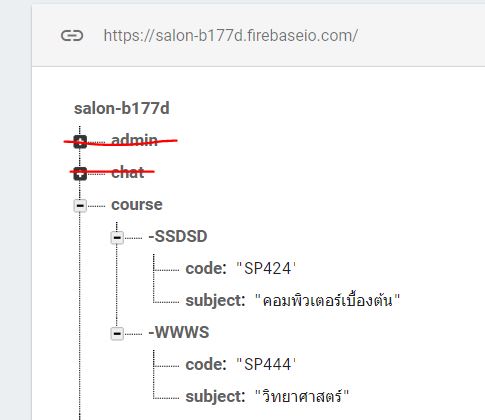 https://salon-b177d.firebaseio.com/
salon-b177d
admin
chat
course
-SSDSD
code: "SP424"
subject: "คอมพิวเตอร์เบื้องต้น"
-WWWS
code: "SP444"
subject: "วิทยาศาสตร์"